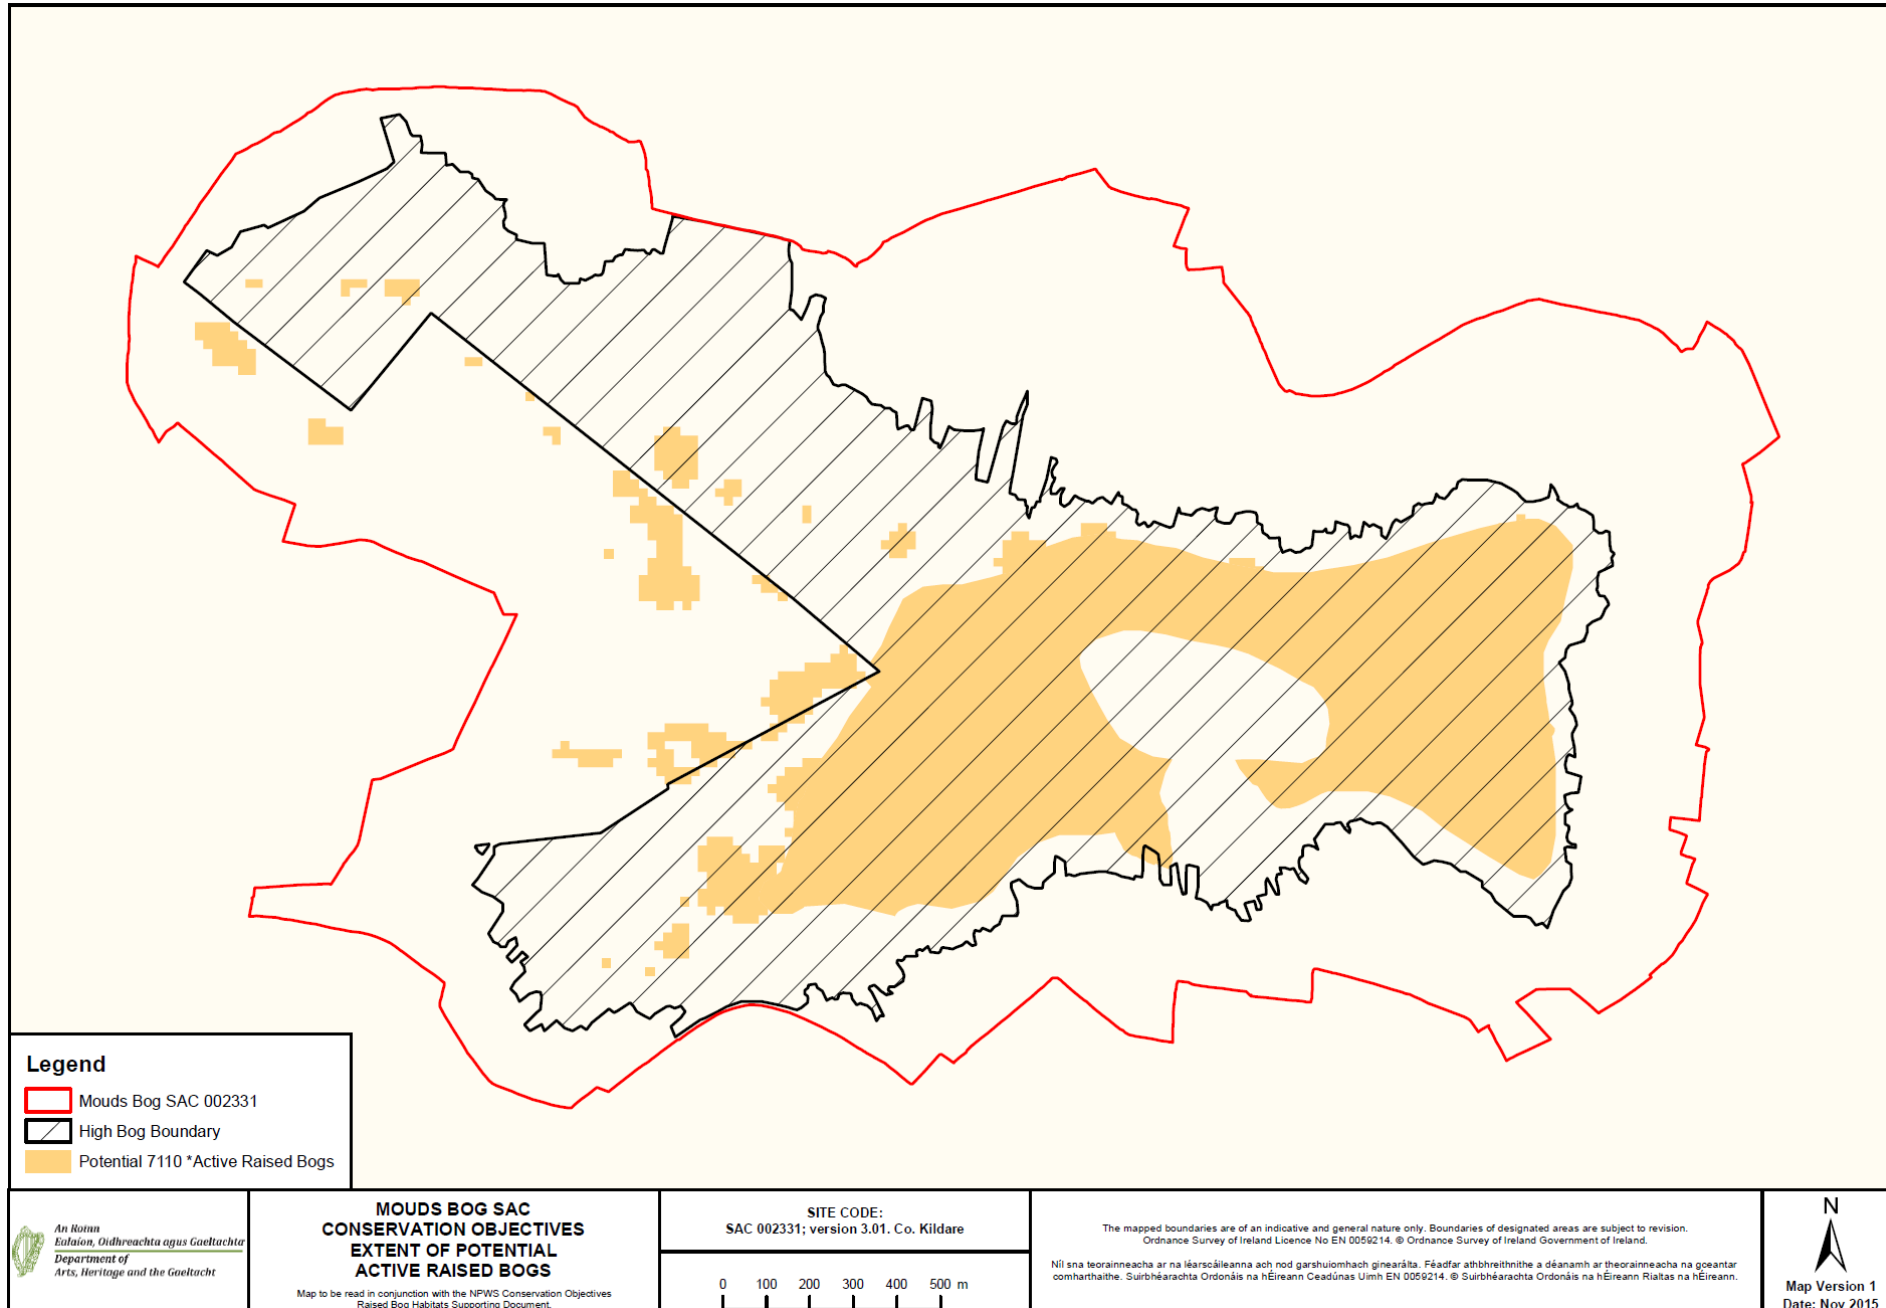 Legend
Mouds Bog SAC 002331
High Bog Boundary
Potential 7110 *Active Raised Bogs
An Roinn
Ealaíon, Oidhreachta agus Gaeltachta
Department of
Arts, Heritage and the Gaeltacht
MOUDS BOG SAC
CONSERVATION OBJECTIVES
EXTENT OF POTENTIAL
ACTIVE RAISED BOGS
Map to be read in conjunction with the NPWS Conservation Objectives
Raised Bog Habitats Supporting Document.
SITE CODE:
SAC 002331; version 3.01. Co. Kildare
0 100 200 300 400 500 m
The mapped boundaries are of an indicative and general nature only. Boundaries of designated areas are subject to revision.
Ordnance Survey of Ireland Licence No EN 0059214. © Ordnance Survey of Ireland Government of Ireland.
Níl sna teorainneacha ar na léarscáileanna ach nod garshuiomhach ginearálta. Féadfar athbhreithnithe a déanamh ar theorainneacha na gceantar
comharthaithe. Suirbhéarachta Ordonáis na hÉireann Ceadúnas Uimh EN 0059214. © Suirbhéarachta Ordonáis na hÉireann Rialtas na hÉireann.
N
Map Version 1
Date: Nov 2015